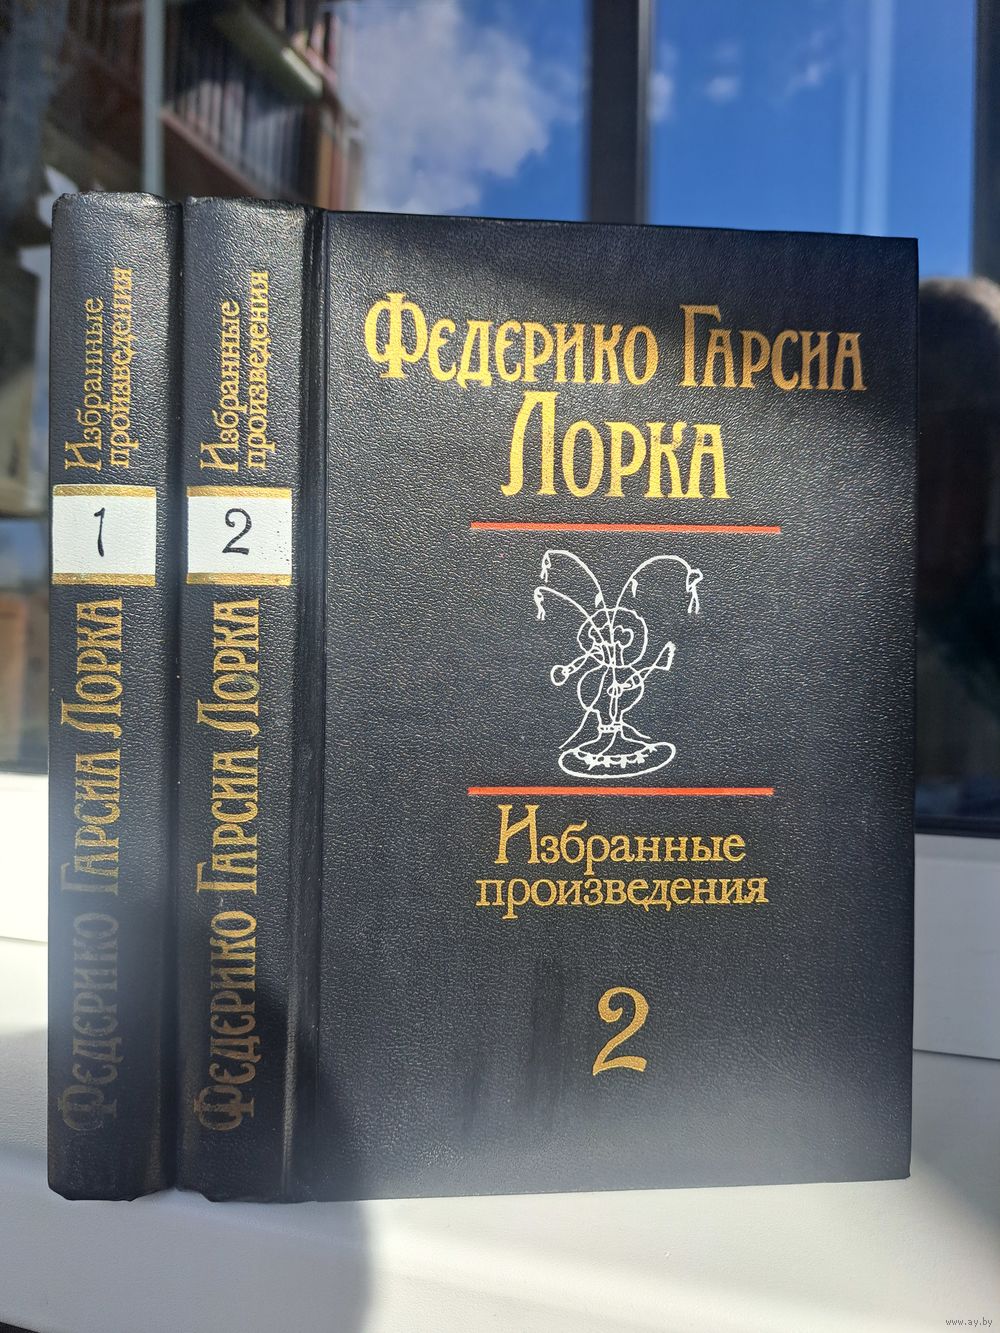 Избранные
произведения
1
Федерико Гарсиа Лорка
Избранные
произведения
2
Федерико Гарсиа Лорка
Федерико Гарсиа
Лорка
Избранные
произведения
2
www.ay.by